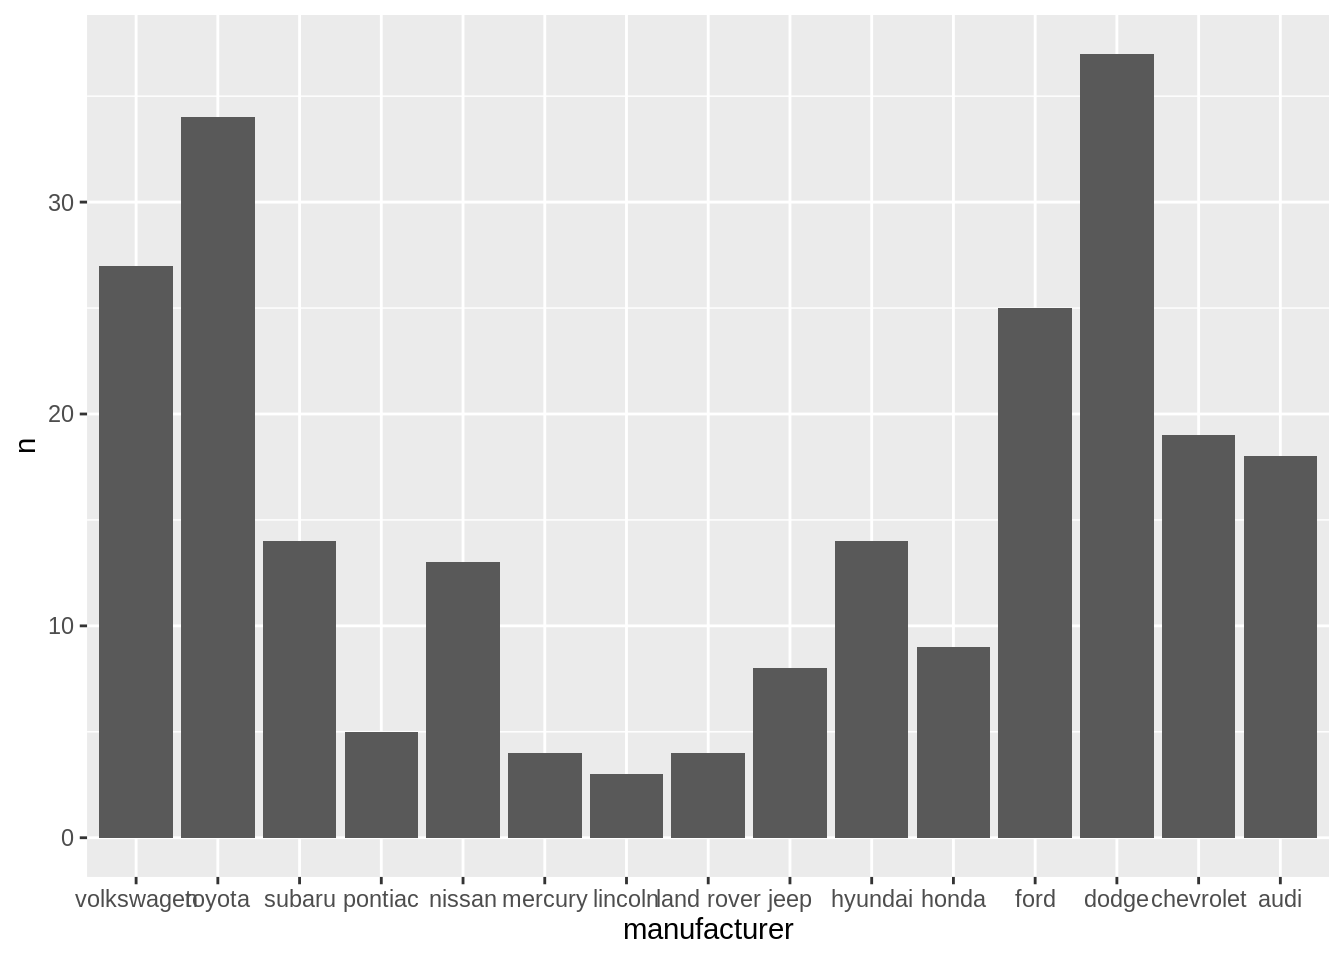 30
20
10
0
n
volkswagen toyota subaru pontiac nissan mercury lincoln land rover jeep hyundai honda ford dodge chevrolet audi
manufacturer